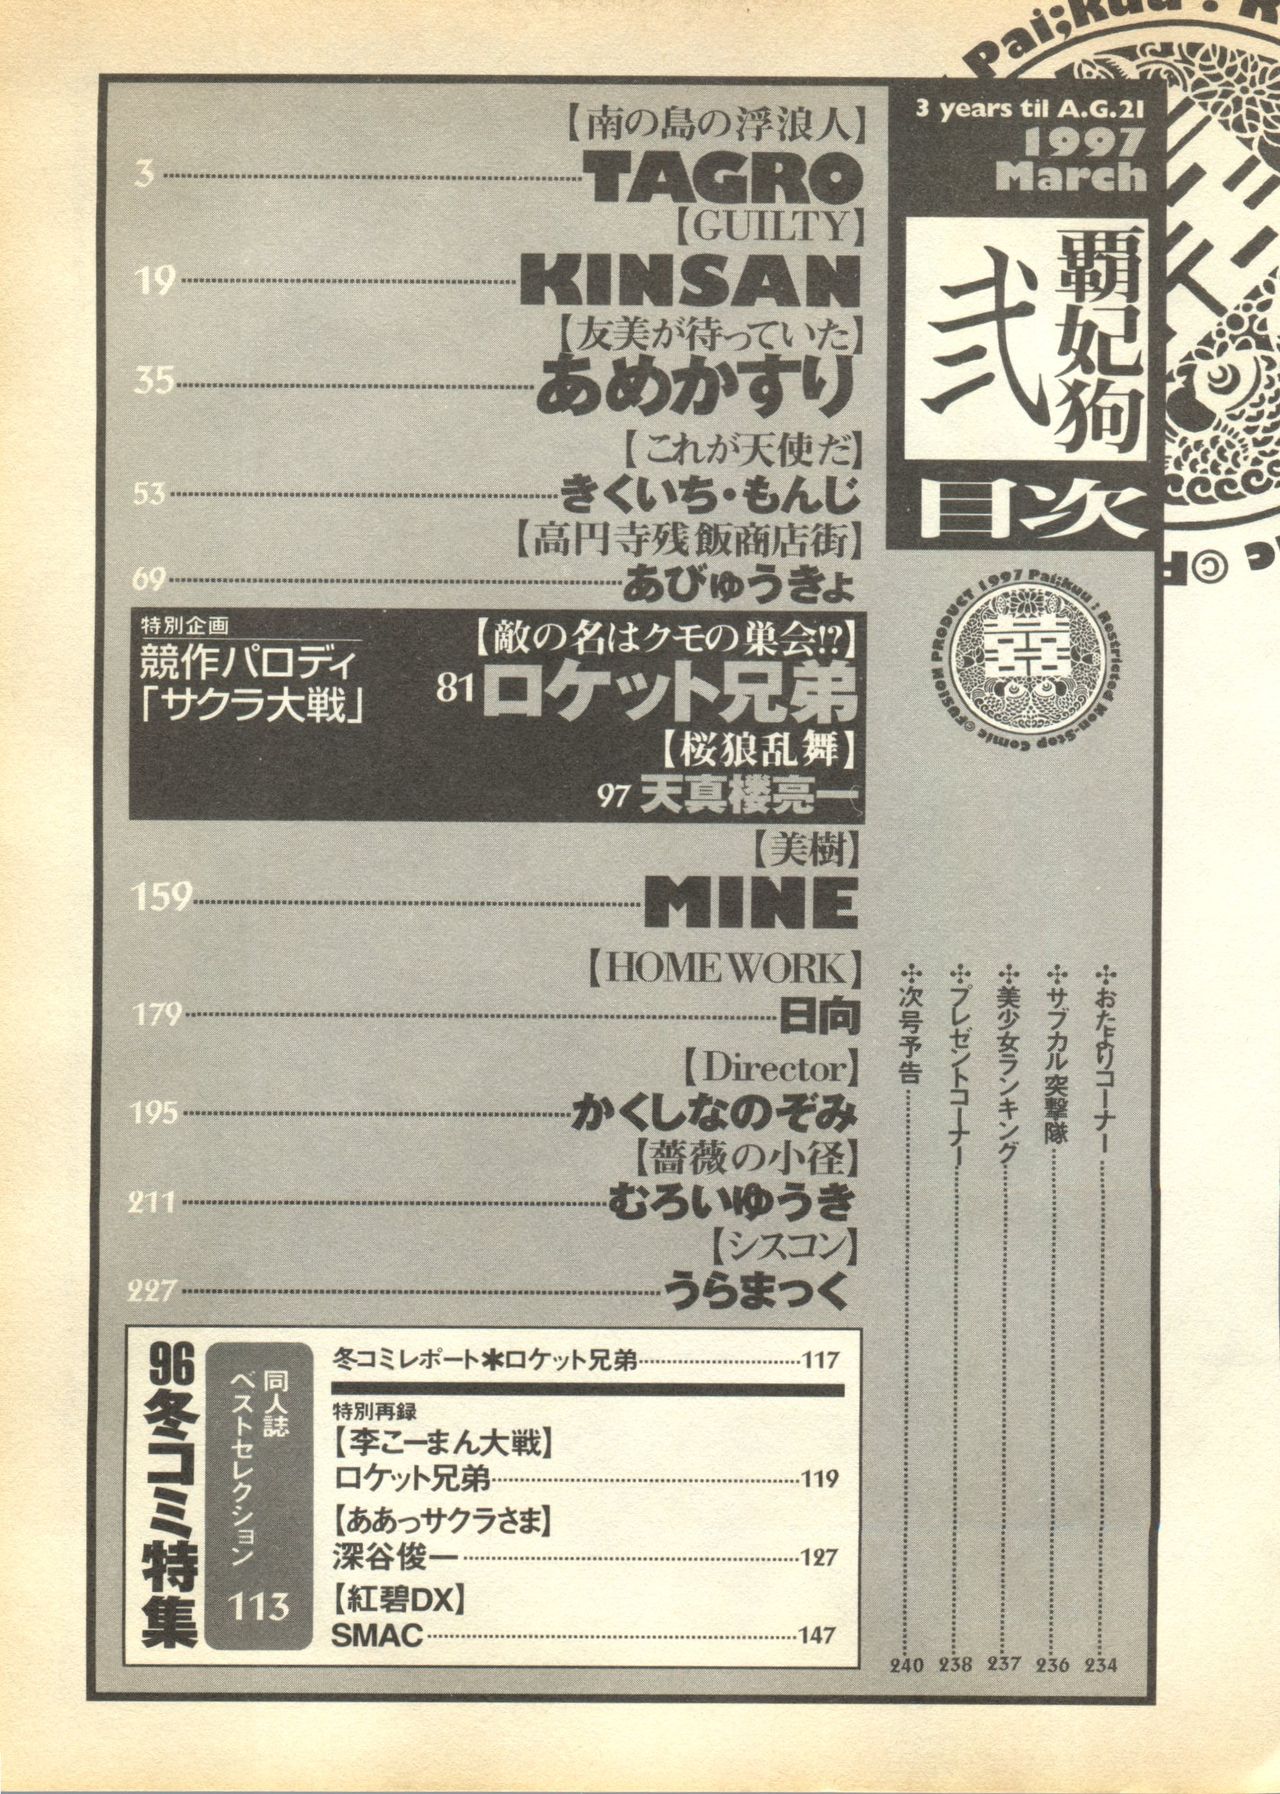 Pai;kuu : R
3 years til A.G.21
1997
March
覇妃狗
弐
目次
【南の島の浮浪人】
3 TAGRO
【GUILTY】
19 KINSAN
【友美が待っていた】
35 あめかすり
【これが天使だ】
53 きくいち・もんじ
【高円寺残飯商店街】
69 あびゅうきょ
特別企画
競作パロディ
「サクラ大戦」
【敵の名はクモの巣会!?】
81 ロケット兄弟
【桜狼乱舞】
97 天真楼亮一
【美樹】
159 MINE
【HOME WORK】
179 日向
【Director】
195 かくしなのぞみ
【薔薇の小径】
211 むろいゆうき
【シスコン】
227 うらまっく
©FUSION PRODUCT 1997 Pai;kuu : Restricted Non-Stop Comic
おたよりコーナー 234
サブカル突撃隊 236
美少女ランキング 237
プレゼントコーナー 238
次号予告 240
96冬コミ特集
同人誌
ベストセレクション 113
冬コミレポート＊ロケット兄弟 117
特別再録
【李こーまん大戦】
ロケット兄弟 119
【ああっサクラさま】
深谷俊一 127
【紅碧DX】
SMAC 147